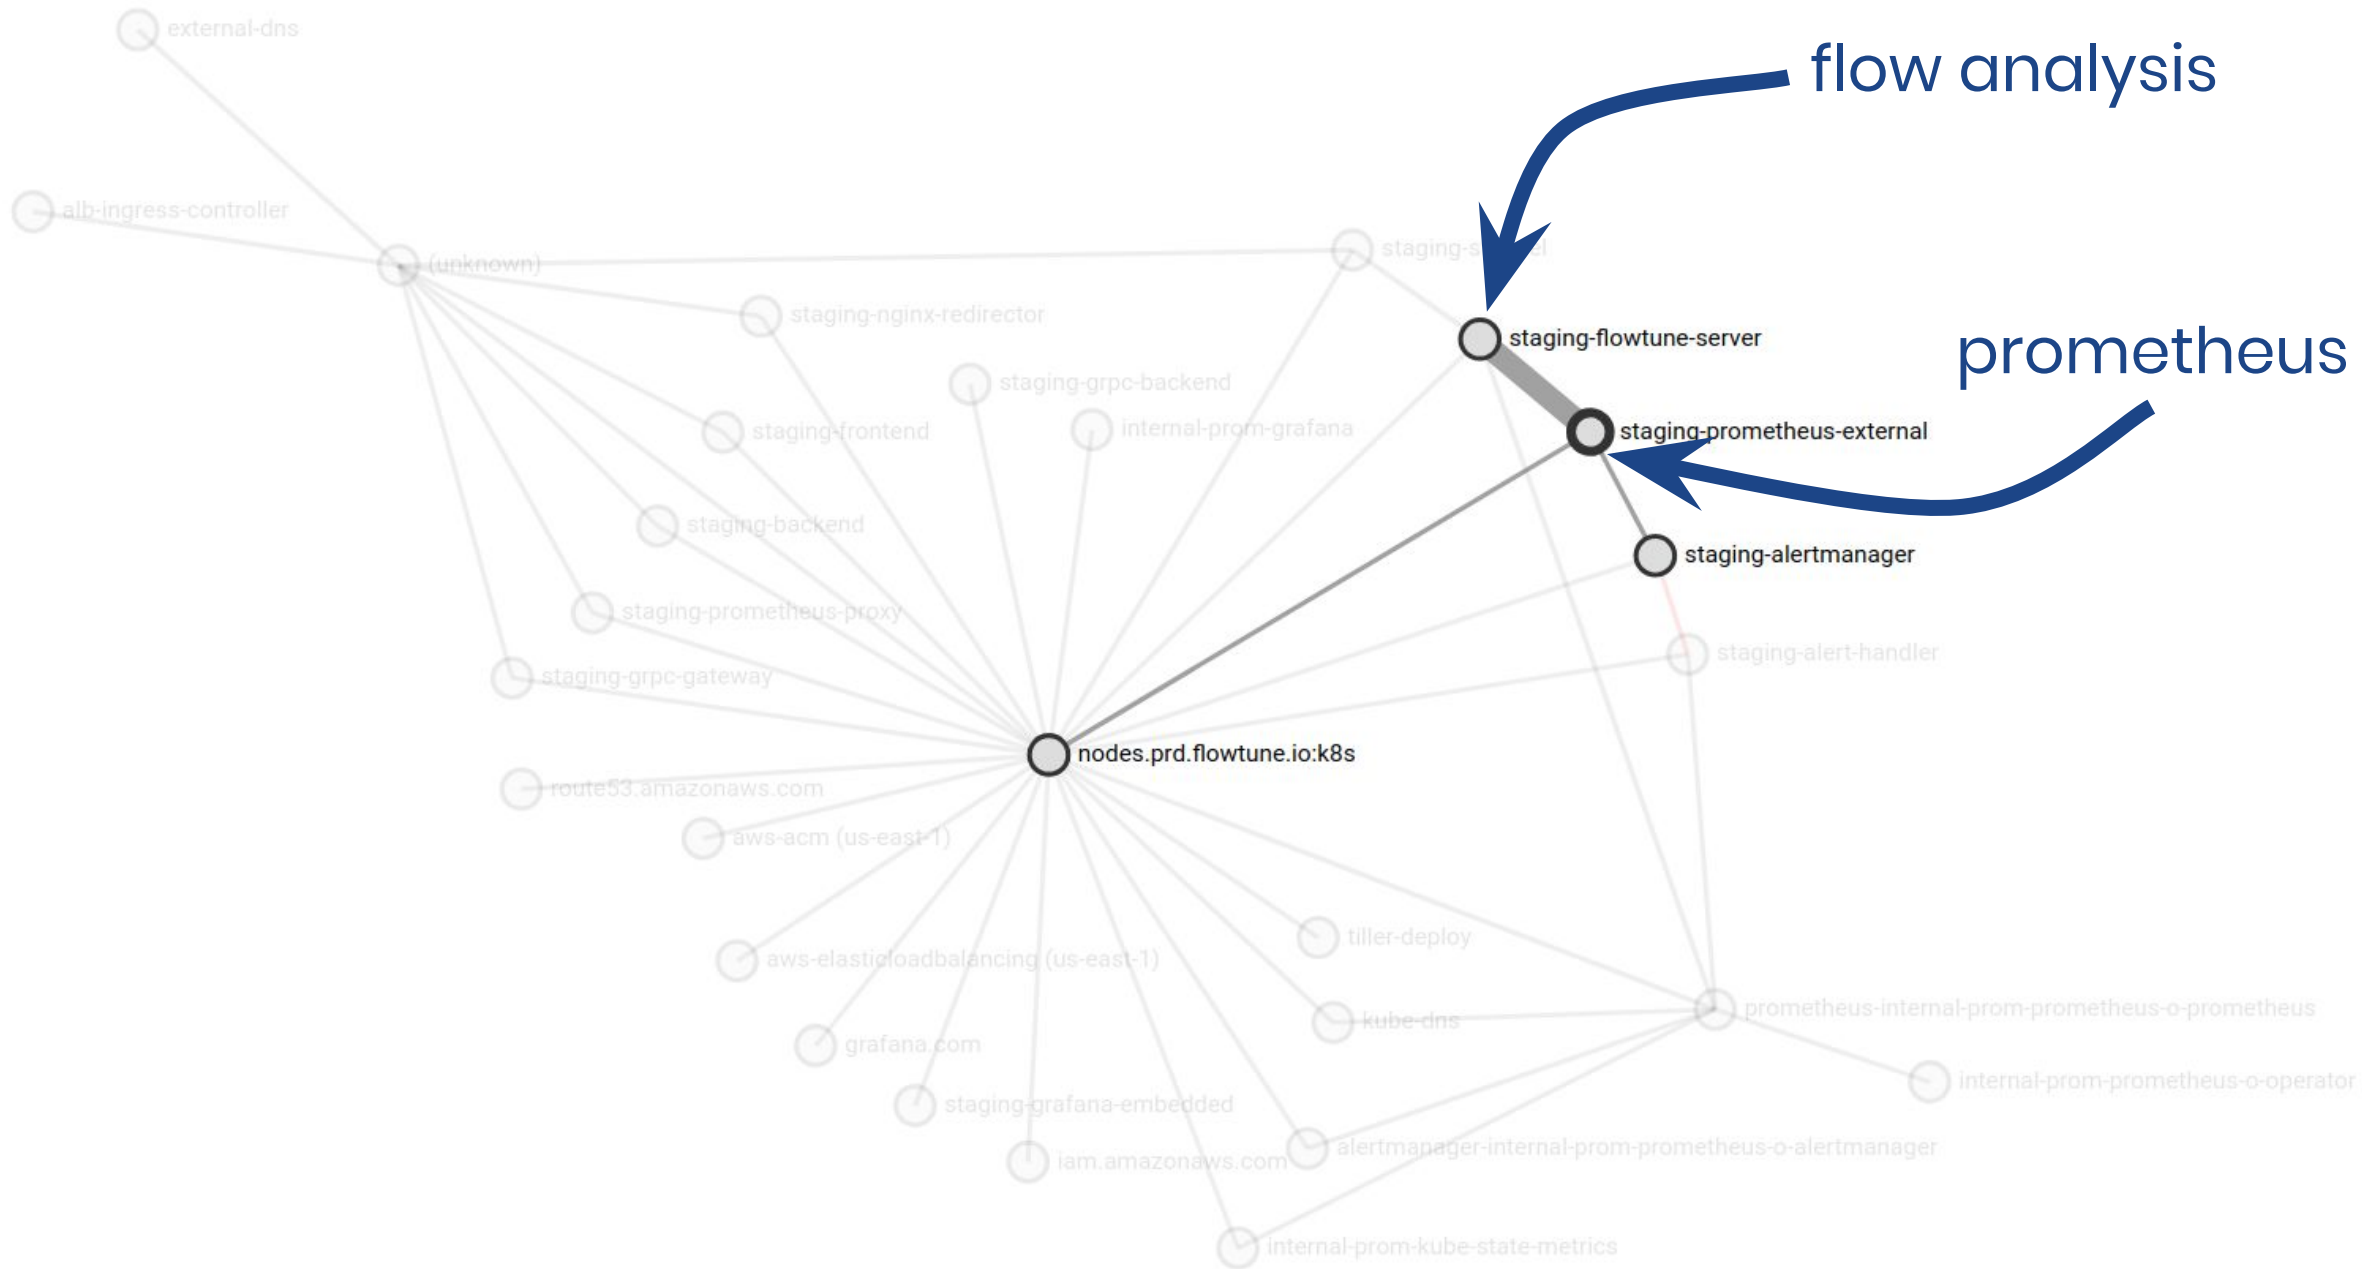 external-dns
flow analysis
alb-ingress-controller
(unknown)
staging-nginx-redirector
staging-flowtune-server
prometheus
staging-grpc-backend
staging-frontend
internal-prom-grafana
staging-prometheus-external
staging-backend
staging-alertmanager
staging-prometheus-proxy
staging-alert-handler
staging-grpc-gateway
nodes.prd.flowtune.io:k8s
route53.amazonaws.com
aws-acm (us-east-1)
tiller-deploy
aws-elasticloadbalancing (us-east-1)
prometheus-internal-prom-prometheus-o-prometheus
kube-dns
grafana.com
internal-prom-prometheus-o-operator
staging-grafana-embedded
alertmanager-internal-prom-prometheus-o-alertmanager
iam.amazonaws.com
internal-prom-kube-state-metrics